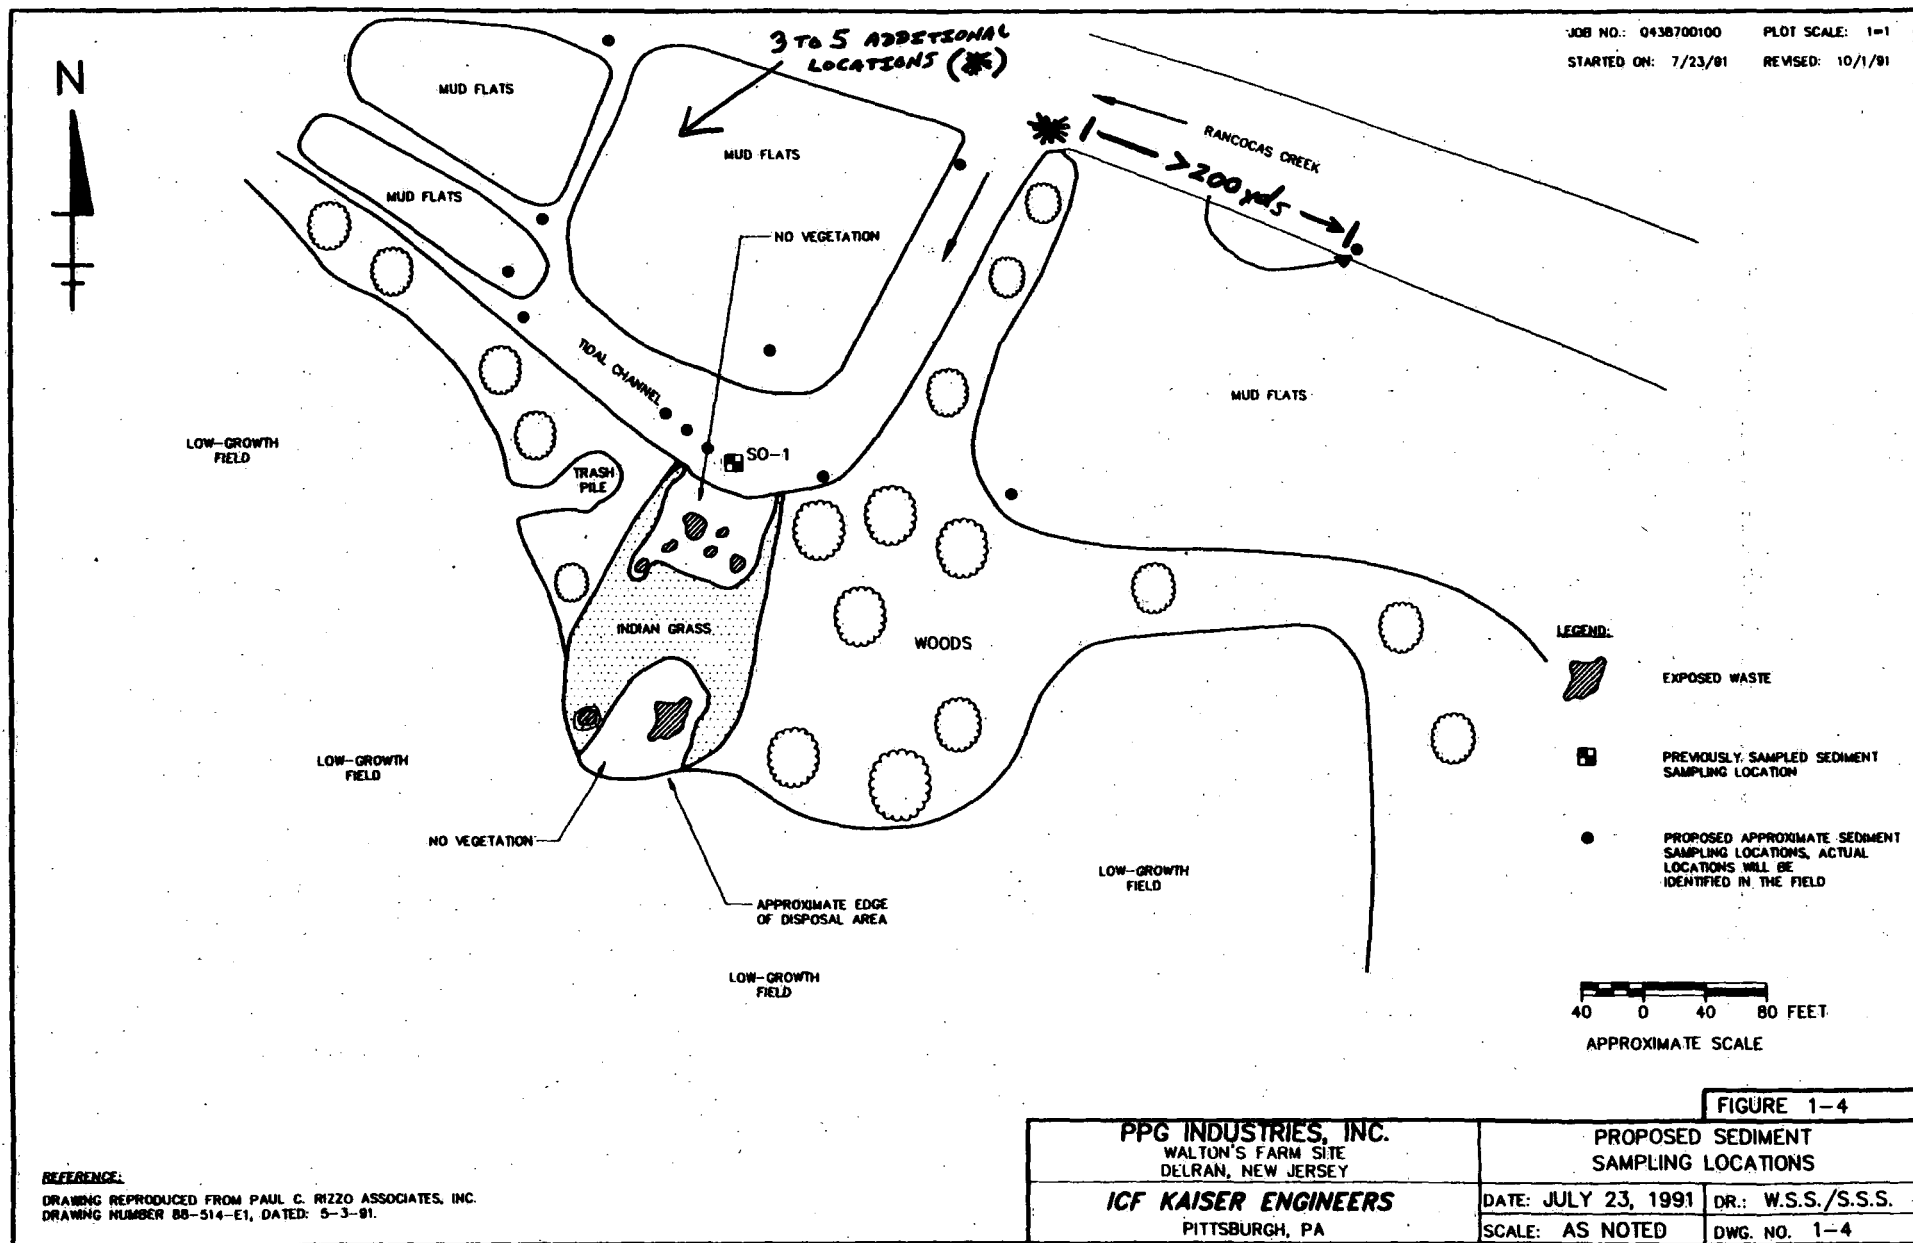 JOB NO.: 0438700100 PLOT SCALE: 1=1
STARTED ON: 7/23/91 REVISED: 10/1/91
3 TO 5 ADDITIONAL
LOCATIONS (✱)
N
MUD FLATS
MUD FLATS
MUD FLATS
RANCOCAS CREEK
>200 yds
NO VEGETATION
TIDAL CHANNEL
MUD FLATS
LOW-GROWTH
FIELD
SO-1
TRASH
PILE
INDIAN GRASS
WOODS
LEGEND:
EXPOSED WASTE
PREVIOUSLY SAMPLED SEDIMENT
SAMPLING LOCATION
PROPOSED APPROXIMATE SEDIMENT
SAMPLING LOCATIONS, ACTUAL
LOCATIONS WILL BE
IDENTIFIED IN THE FIELD
LOW-GROWTH
FIELD
NO VEGETATION
LOW-GROWTH
FIELD
APPROXIMATE EDGE
OF DISPOSAL AREA
LOW-GROWTH
FIELD
40 0 40 80 FEET
APPROXIMATE SCALE
FIGURE 1-4
PPG INDUSTRIES, INC.
WALTON'S FARM SITE
DELRAN, NEW JERSEY
PROPOSED SEDIMENT
SAMPLING LOCATIONS
ICF KAISER ENGINEERS
PITTSBURGH, PA
DATE: JULY 23, 1991 DR.: W.S.S./S.S.S.
SCALE: AS NOTED DWG. NO. 1-4
REFERENCE:
DRAWING REPRODUCED FROM PAUL C. RIZZO ASSOCIATES, INC.
DRAWING NUMBER 88-514-E1, DATED: 5-3-91.